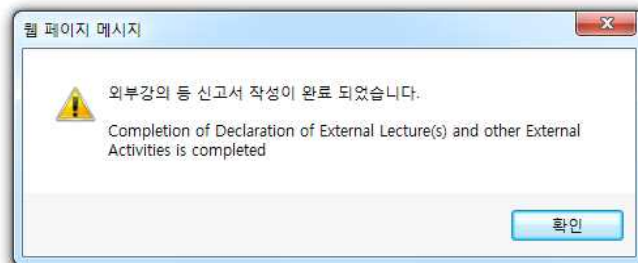 웹 페이지 메시지
외부강의 등 신고서 작성이 완료 되었습니다.
Completion of Declaration of External Lecture(s) and other External
Activities is completed
확인